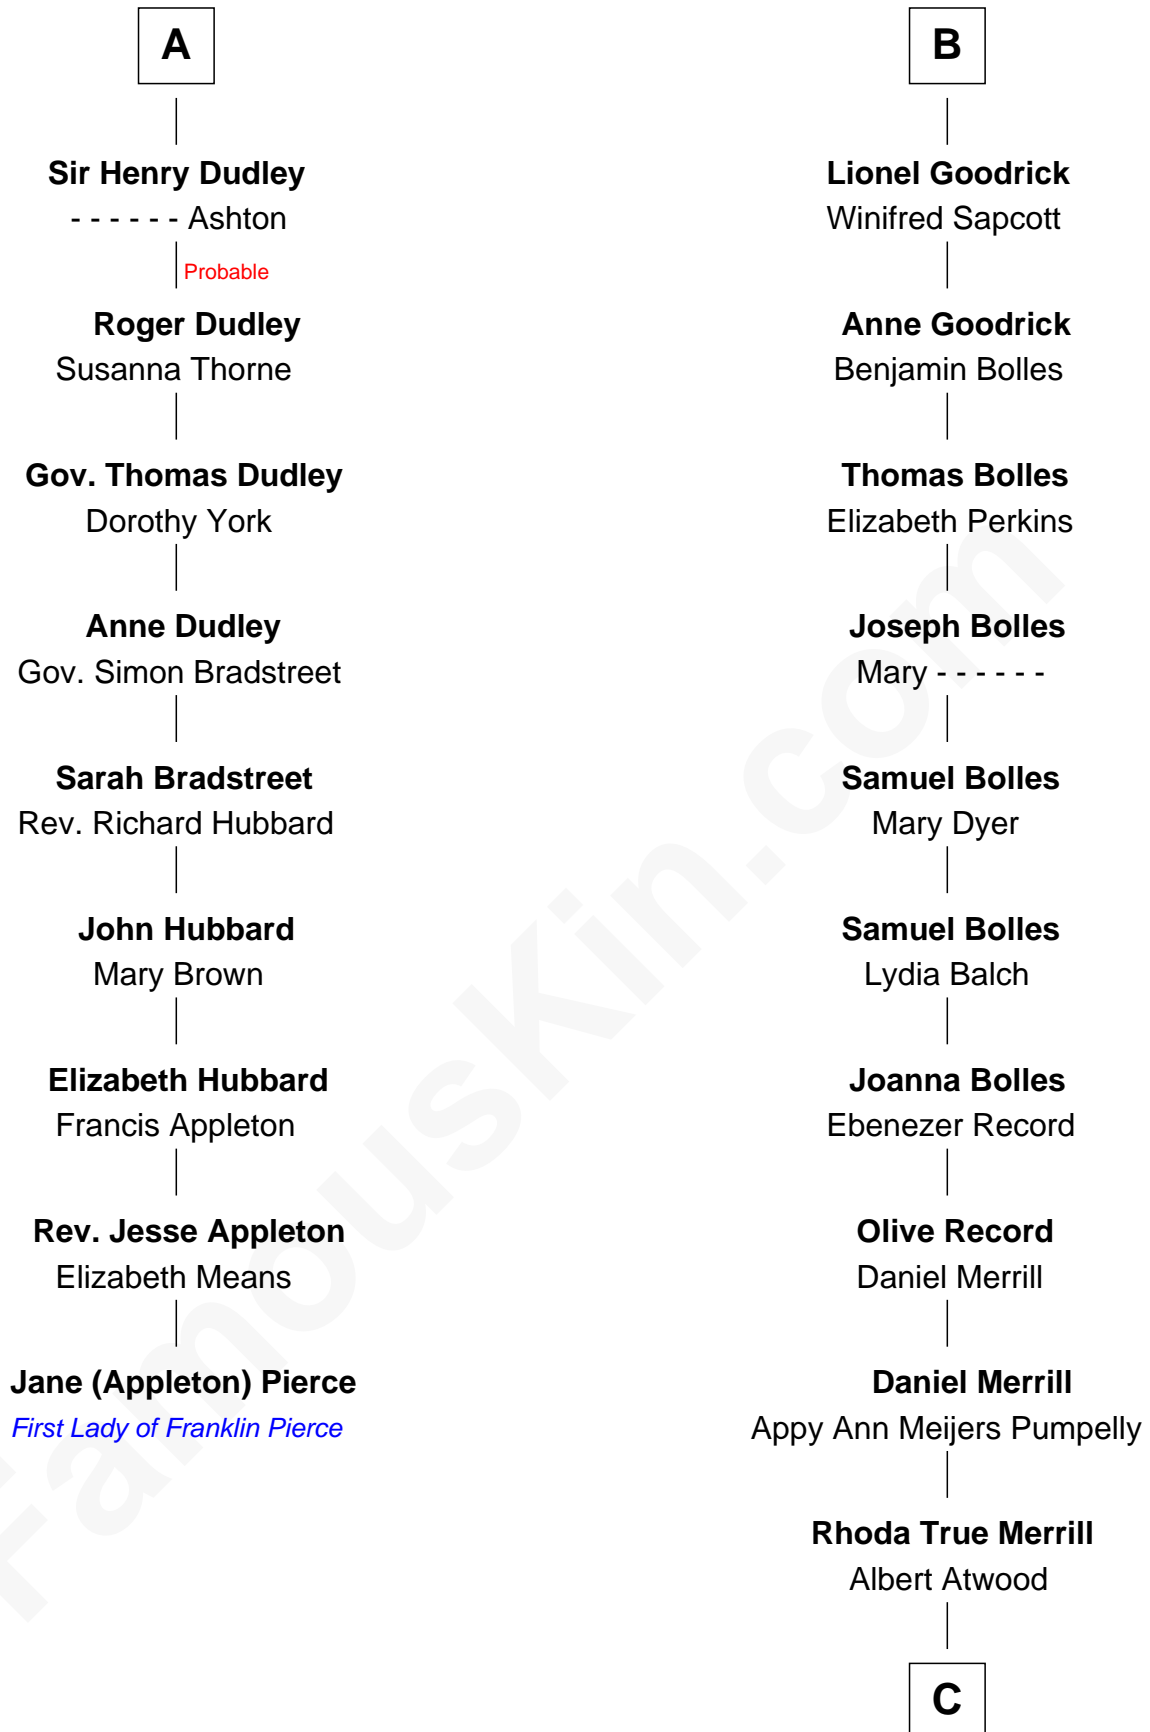 A
Sir Henry Dudley
- - - - - - Ashton
Probable
Roger Dudley
Susanna Thorne
Gov. Thomas Dudley
Dorothy York
Anne Dudley
Gov. Simon Bradstreet
Sarah Bradstreet
Rev. Richard Hubbard
John Hubbard
Mary Brown
Elizabeth Hubbard
Francis Appleton
Rev. Jesse Appleton
Elizabeth Means
Jane (Appleton) Pierce
First Lady of Franklin Pierce
B
Lionel Goodrick
Winifred Sapcott
Anne Goodrick
Benjamin Bolles
Thomas Bolles
Elizabeth Perkins
Joseph Bolles
Mary - - - - - -
Samuel Bolles
Mary Dyer
Samuel Bolles
Lydia Balch
Joanna Bolles
Ebenezer Record
Olive Record
Daniel Merrill
Daniel Merrill
Appy Ann Meijers Pumpelly
Rhoda True Merrill
Albert Atwood
C
FamousKin.com